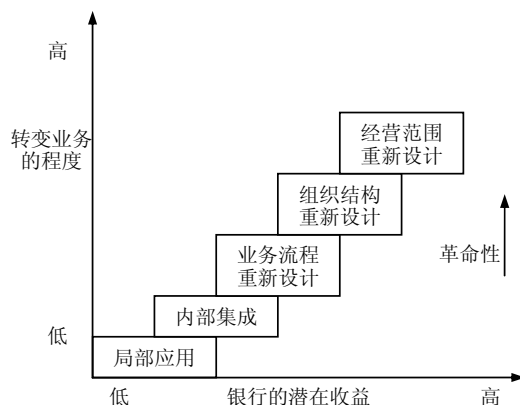 高
转变业务
的程度
经营范围
重新设计
组织结构
重新设计
业务流程
重新设计
革命性
内部集成
低
局部应用
低
银行的潜在收益
高